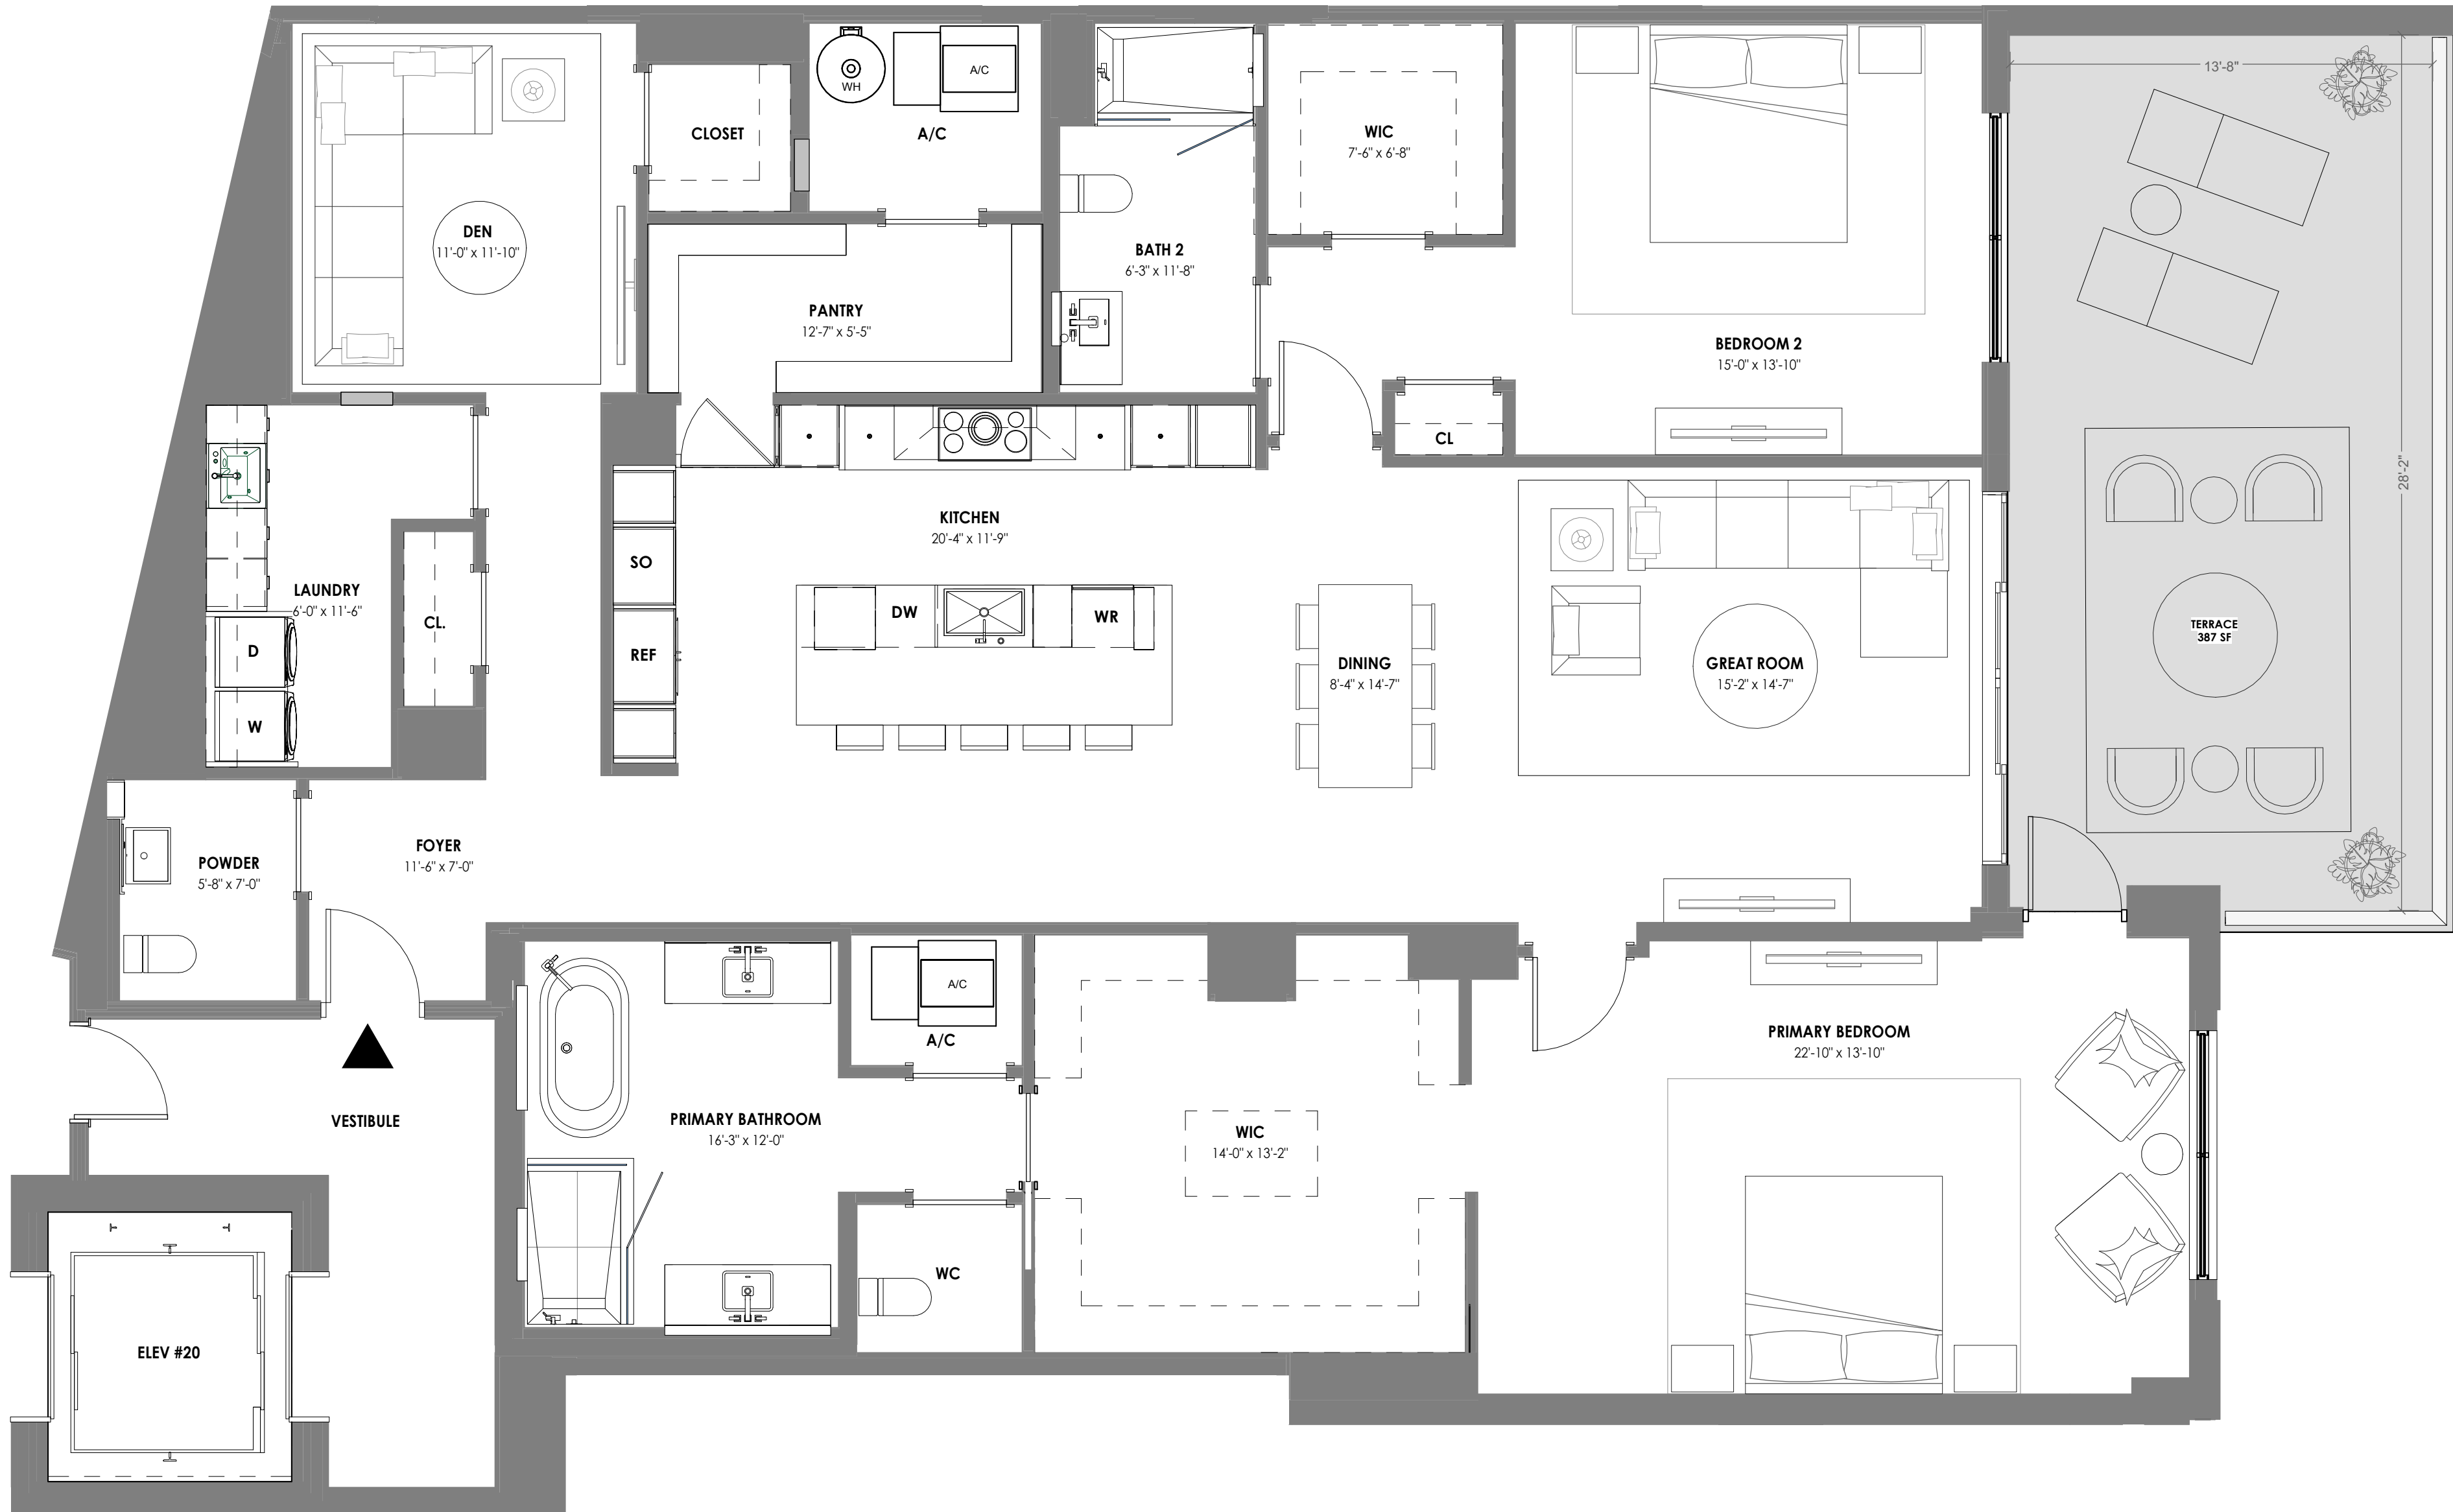 A/C
WH
13'-8"
CLOSET
A/C
WIC
7'-6" x 6'-8"
DEN
11'-0" x 11'-10"
BATH 2
6'-3" x 11'-8"
PANTRY
12'-7" x 5'-5"
BEDROOM 2
15'-0" x 13'-10"
CL
28'-2"
KITCHEN
20'-4" x 11'-9"
SO
LAUNDRY
6'-0" x 11'-6"
CL.
DW
WR
TERRACE
387 SF
D
REF
DINING
8'-4" x 14'-7"
GREAT ROOM
15'-2" x 14'-7"
W
FOYER
11'-6" x 7'-0"
POWDER
5'-8" x 7'-0"
A/C
A/C
PRIMARY BEDROOM
22'-10" x 13'-10"
VESTIBULE
PRIMARY BATHROOM
16'-3" x 12'-0"
WIC
14'-0" x 13'-2"
WC
ELEV #20